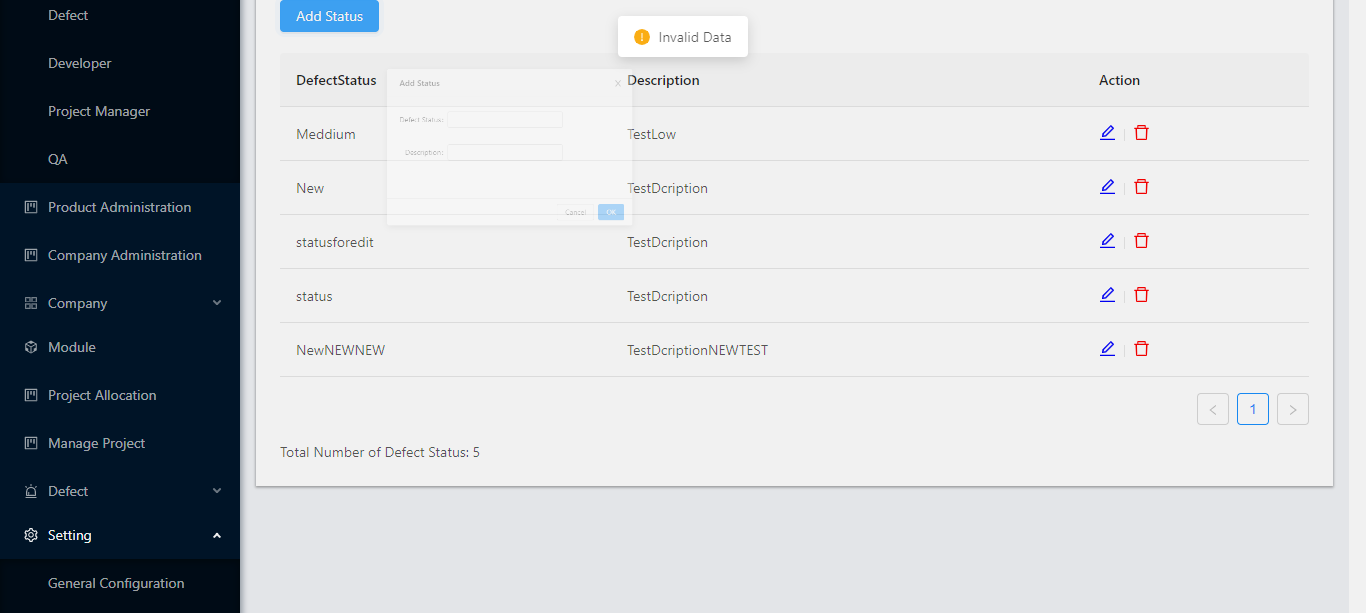 Defect
Developer
Project Manager
QA
Product Administration
Company Administration
Company
Module
Project Allocation
Manage Project
Defect
Setting
General Configuration
Add Status
Invalid Data
DefectStatus Description Action
Add Status
Defect Status:
Description:
Cancel OK
Meddium TestLow
New TestDcription
statusforedit TestDcription
status TestDcription
NewNEWNEW TestDcriptionNEWTEST
< 1 >
Total Number of Defect Status: 5